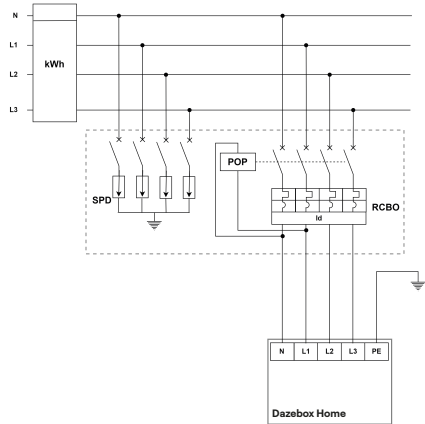 N
L1
kWh
L2
L3
POP
SPD
RCBO
Id
N L1 L2 L3 PE
Dazebox Home